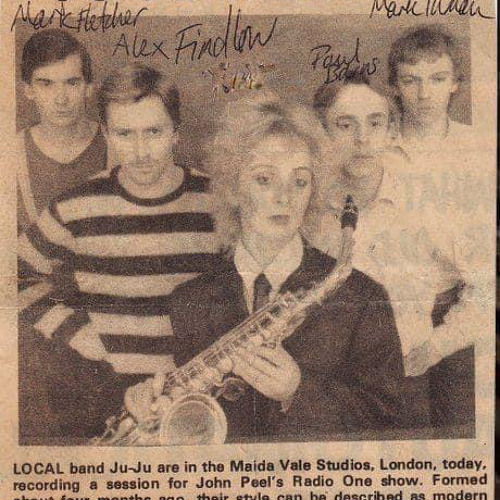 Mark Fletcher
Alex Findlow
Paul
Mark
LOCAL band Ju-Ju are in the Maida Vale Studios, London, today,
recording a session for John Peel's Radio One show. Formed
about four months ago, their style can be described as modern